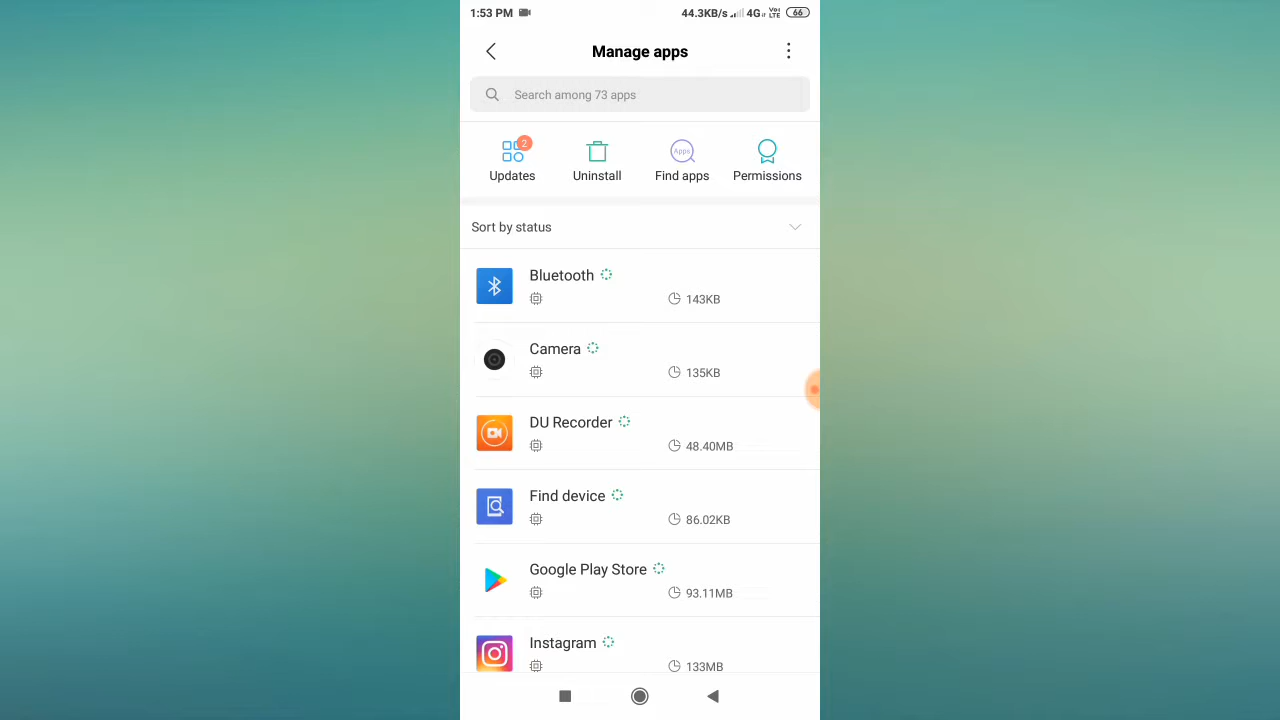 1:53 PM 44.3KB/s 4G Vo) LTE 66
Manage apps
Search among 73 apps
2 Apps
Updates Uninstall Find apps Permissions
Sort by status
Bluetooth
143KB
Camera
135KB
DU Recorder
48.40MB
Find device
86.02KB
Google Play Store
93.11MB
Instagram
133MB